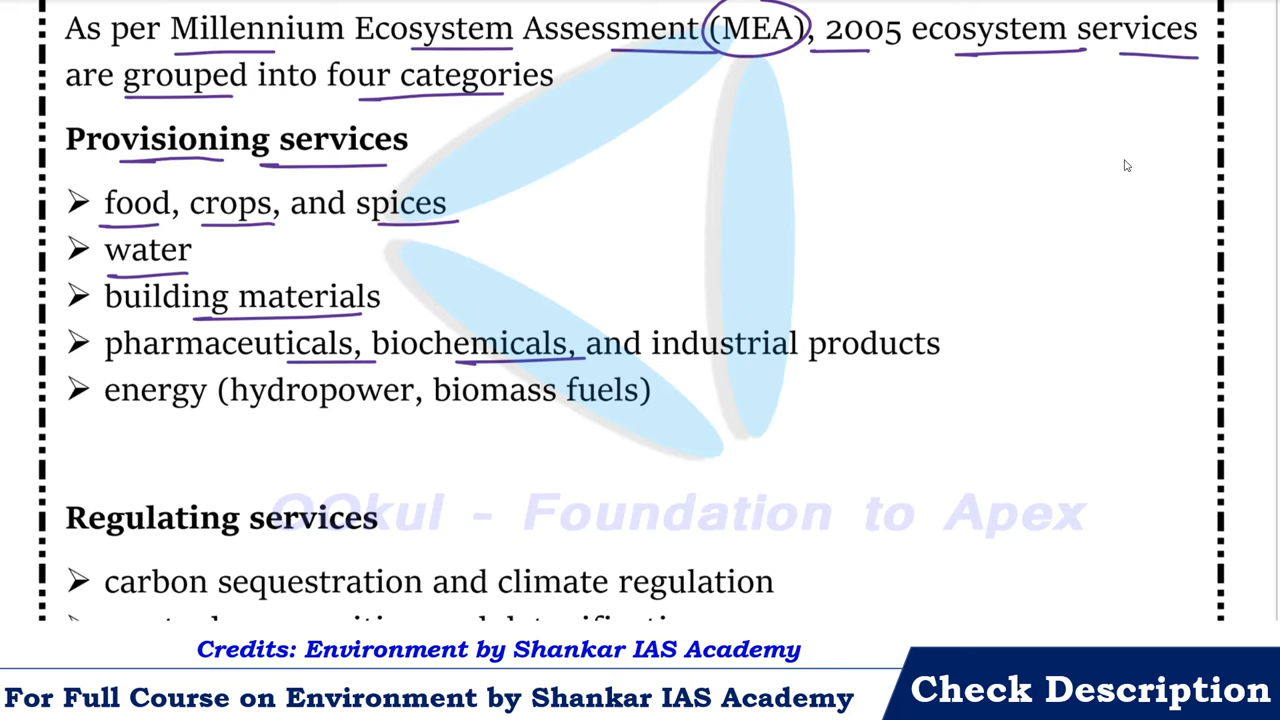 As per Millennium Ecosystem Assessment (MEA), 2005 ecosystem services
are grouped into four categories
Provisioning services
➢ food, crops, and spices
➢ water
➢ building materials
➢ pharmaceuticals, biochemicals, and industrial products
➢ energy (hydropower, biomass fuels)
OOkul - Foundation to Apex
Regulating services
➢ carbon sequestration and climate regulation
Credits: Environment by Shankar IAS Academy
For Full Course on Environment by Shankar IAS Academy
Check Description